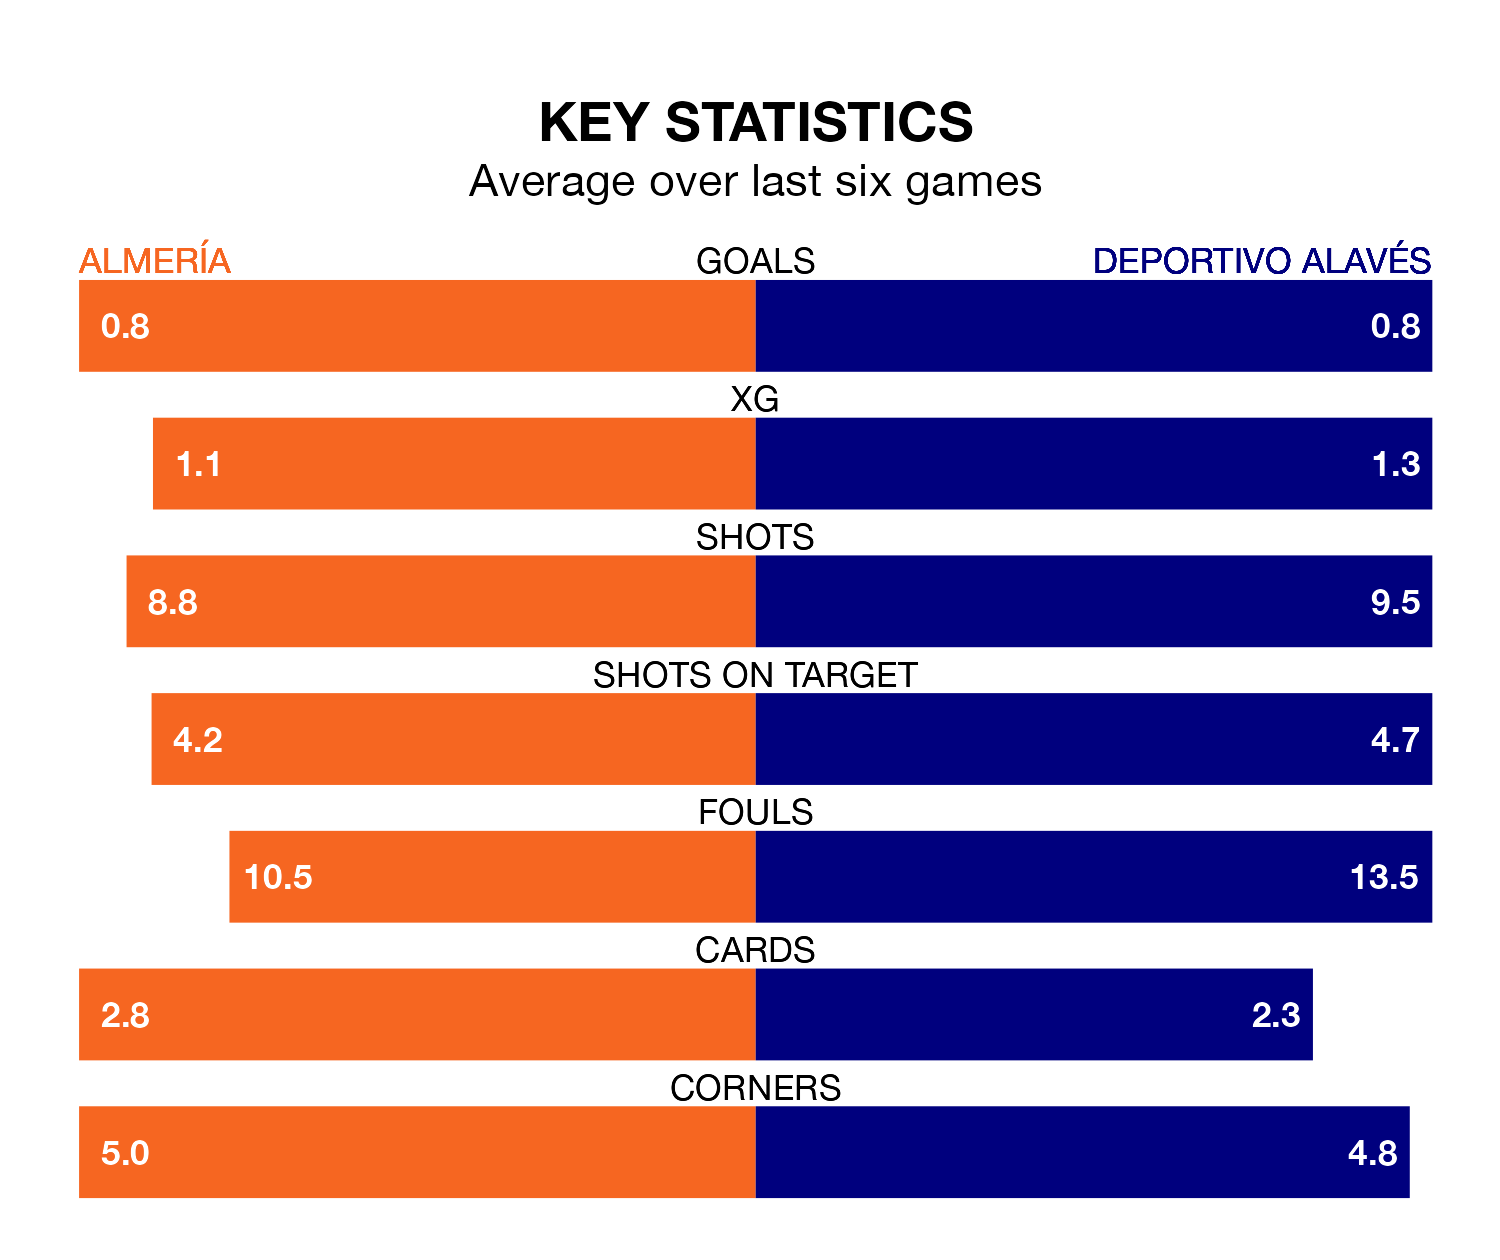 KEY STATISTICS
Average over last six games
ALMERÍA GOALS DEPORTIVO ALAVÉS
0.8 0.8
XG
1.1 1.3
SHOTS
8.8 9.5
SHOTS ON TARGET
4.2 4.7
FOULS
10.5 13.5
CARDS
2.8 2.3
CORNERS
5.0 4.8